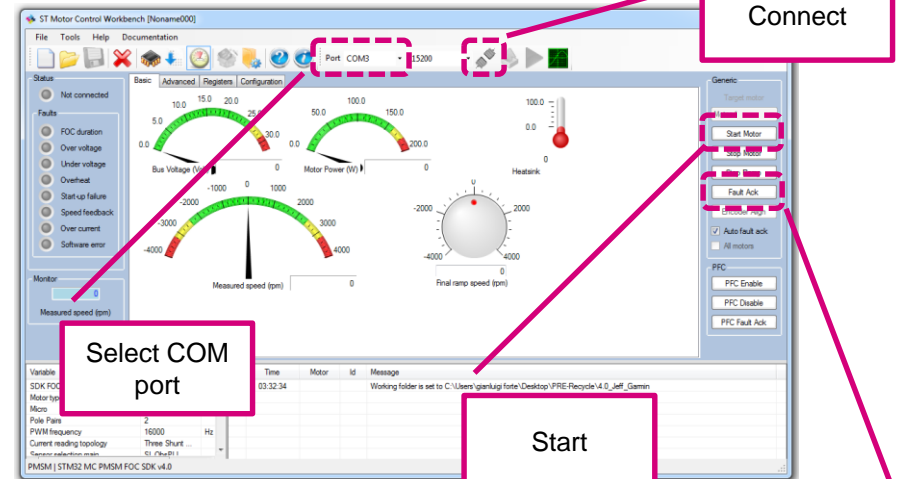 Connect
ST Motor Control Workbench [Noname000]
File Tools Help Documentation
Port COM3
Status
Not connected
Faults
FOC duration
Over voltage
Under voltage
Overheat
Start-up failure
Speed feedback
Over current
Software error
Monitor
0
Measured speed (rpm)
Basic Advanced Registers Configuration
0.0 5.0 10.0 15.0 20.0 30.0
Bus Voltage 0
0.0 50.0 100.0 150.0 200.0
Motor Power (W) 0
100.0
0.0
0
Heatsink
-4000 -3000 -2000 -1000 0 1000 2000 3000 4000
Measured speed (rpm) 0
-4000 -2000 0 2000 4000
0
Final ramp speed (rpm)
Generic
Target motor
Start Motor
Stop Motor
Fault Ack
Encoder Align
Auto fault ack
All motors
PFC
PFC Enable
PFC Disable
PFC Fault Ack
Select COM
port
Start
Variable
SDK FOC
Motor typ
Micro
Pole Pairs 2
PWM frequency 16000 Hz
Current reading topology Three Shunt ...
Time Motor Id Message
03:32:34 Working folder is set to C:\Users\gianluigi forte\Desktop\PRE-Recycle\4.0_Jeff_Garmin
PMSM | STM32 MC PMSM FOC SDK v4.0